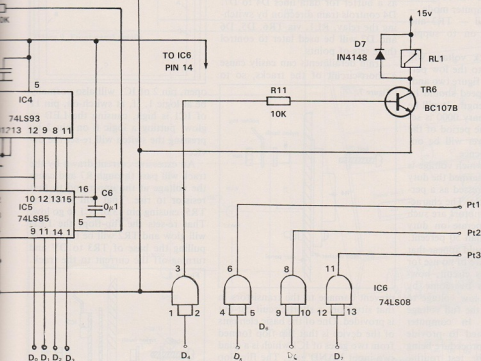 0K
15v
D7
IN4148
RL1
TO IC6
PIN 14
5
R11
10K
TR6
BC107B
IC4
74LS93
1213 12 9 8 11
10 12 13 15
16
C6
0µ1
IC5
74LS85
5
9 11 14 1
Pt1
Pt2
Pt3
3
6
8
11
IC6
74LS08
1 2
4 5
9 10
12 13
D₆
D₀ D₁ D₂ D₃
D₄
D₅
D₇